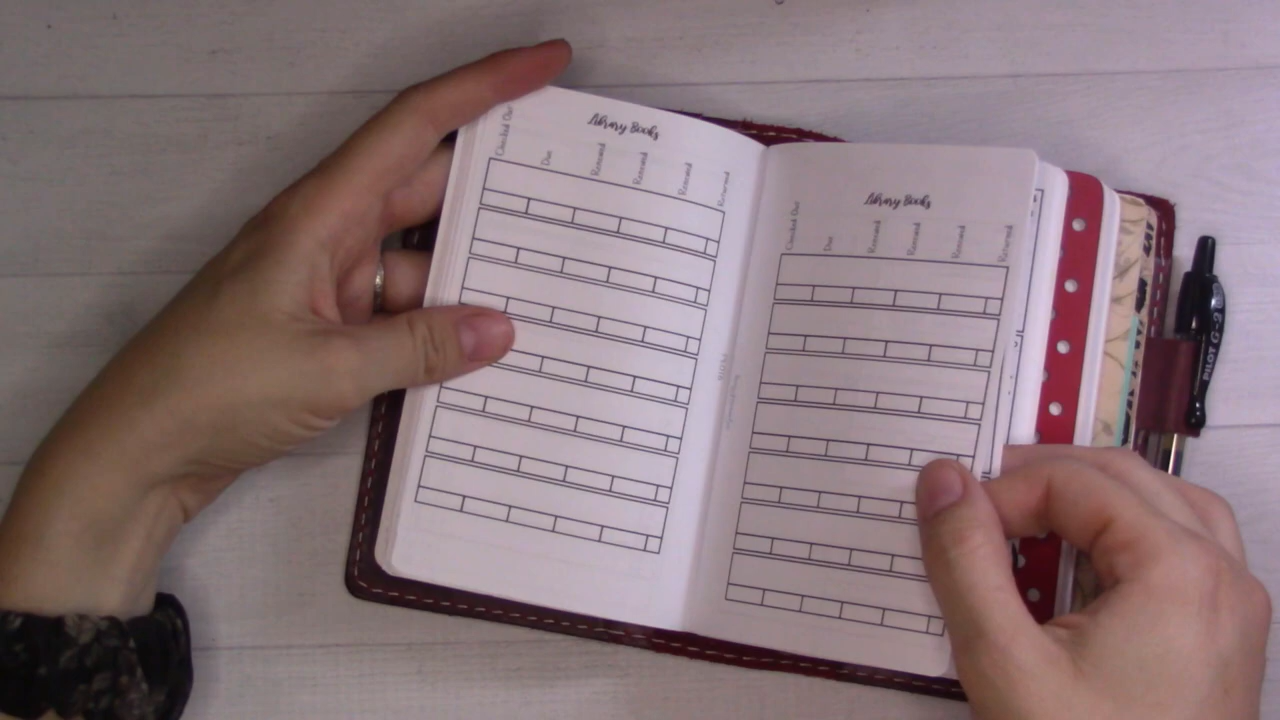 Library Books
Checked Out
Due
Renewed
Renewed
Renewed
Returned
Library Books
Checked Out
Due
Renewed
Renewed
Renewed
Returned
PILOT G-2